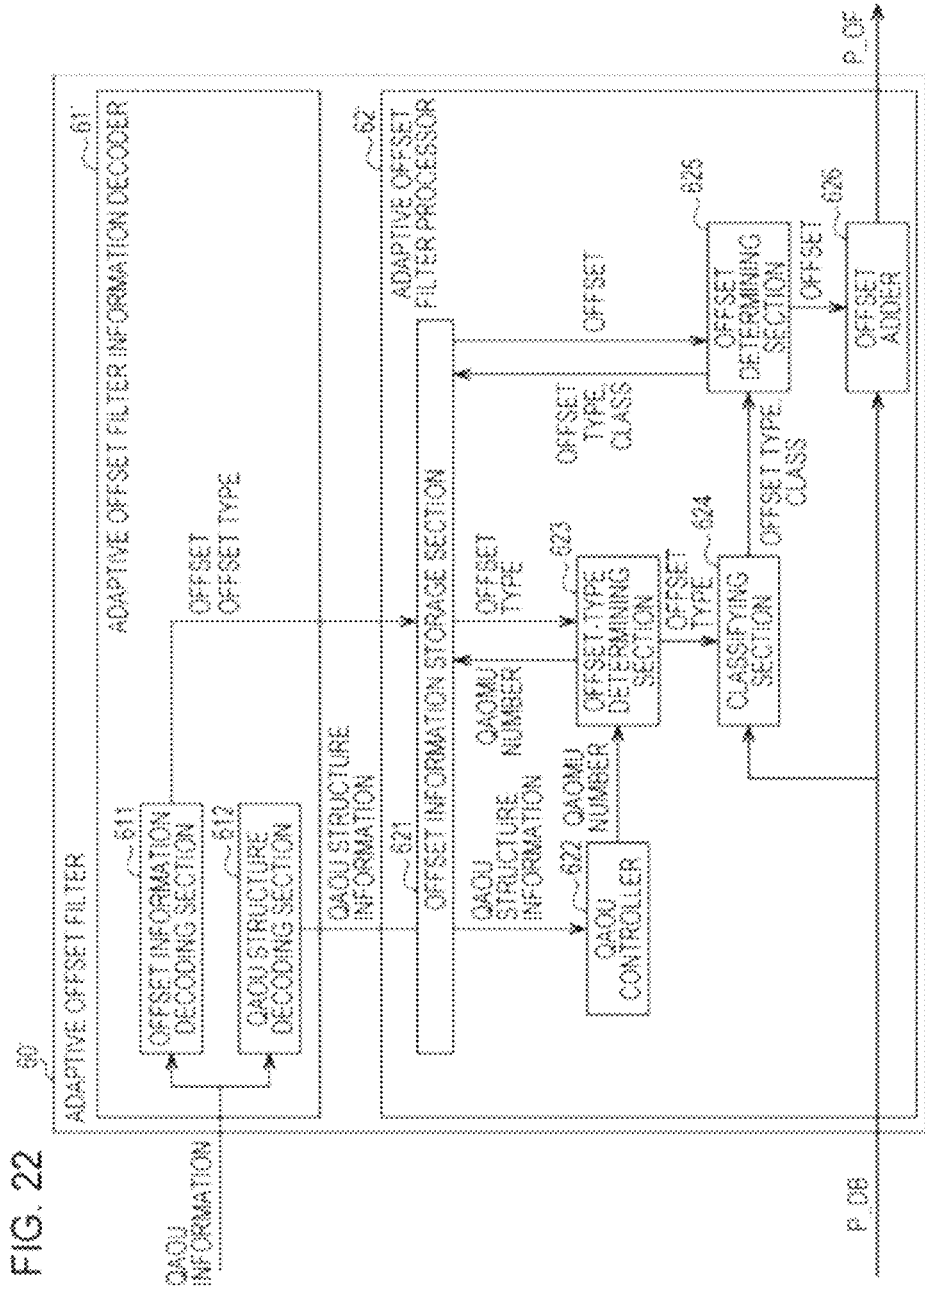 FIG. 22
60
ADAPTIVE OFFSET FILTER
61
ADAPTIVE OFFSET FILTER INFORMATION DECODER
QAOU
INFORMATION
611
OFFSET INFORMATION
DECODING SECTION
612
QAOU STRUCTURE
DECODING SECTION
OFFSET
OFFSET TYPE
QAOU STRUCTURE
INFORMATION
62
ADAPTIVE OFFSET
FILTER PROCESSOR
621
OFFSET INFORMATION STORAGE SECTION
QAOU
STRUCTURE
INFORMATION
QAOMU
NUMBER
OFFSET
TYPE
OFFSET
TYPE,
CLASS
OFFSET
622
QAOU
CONTROLLER
QAOMU
NUMBER
623
OFFSET-TYPE
DETERMINING
SECTION
OFFSET
TYPE
624
CLASSIFYING
SECTION
OFFSET TYPE,
CLASS
625
OFFSET
DETERMINING
SECTION
OFFSET
626
OFFSET
ADDER
P_DB
P_OF